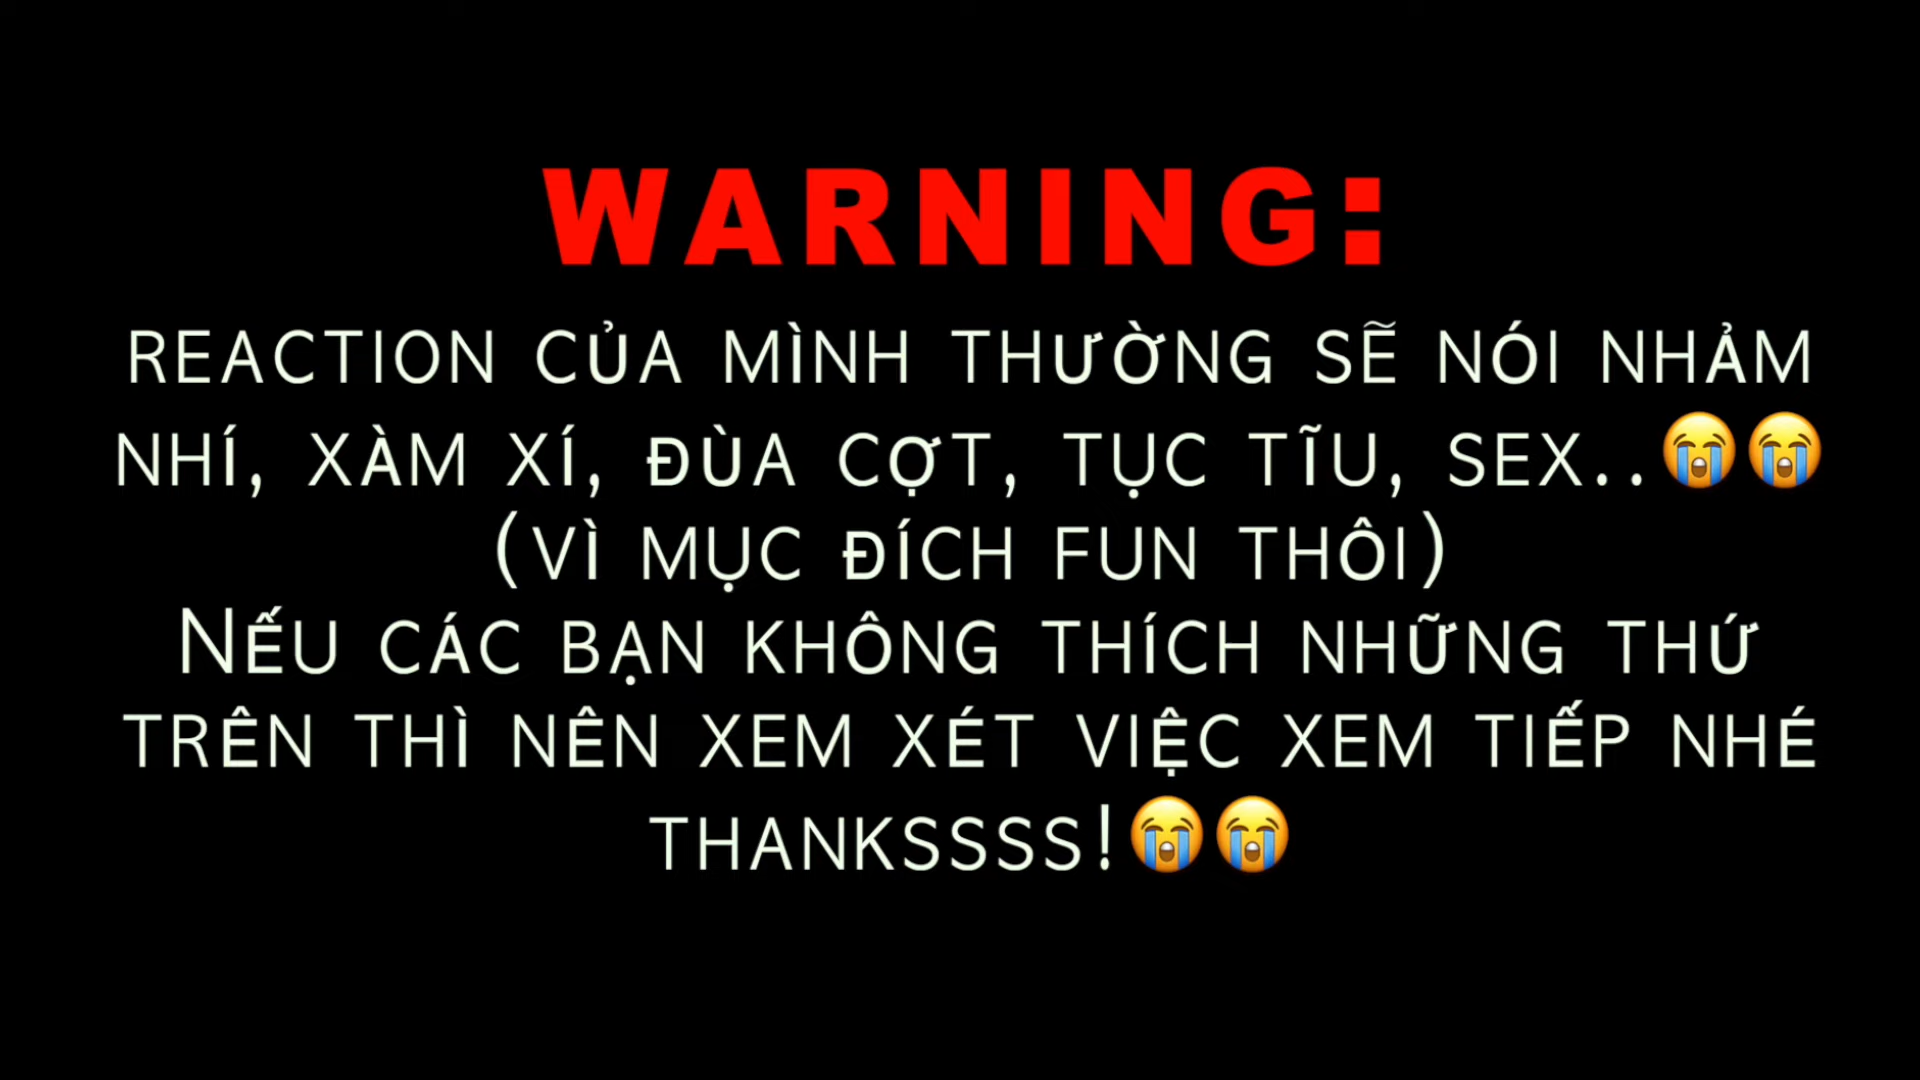 WARNING:
REACTION CỦA MÌNH THƯỜNG SẼ NÓI NHẢM
NHÍ, XÀM XÍ, ĐÙA CỢT, TỤC TĨU, SEX..😭😭
(VÌ MỤC ĐÍCH FUN THÔI)
NẾU CÁC BẠN KHÔNG THÍCH NHỮNG THỨ
TRÊN THÌ NÊN XEM XÉT VIỆC XEM TIẾP NHÉ
THANKSSSS!😭😭